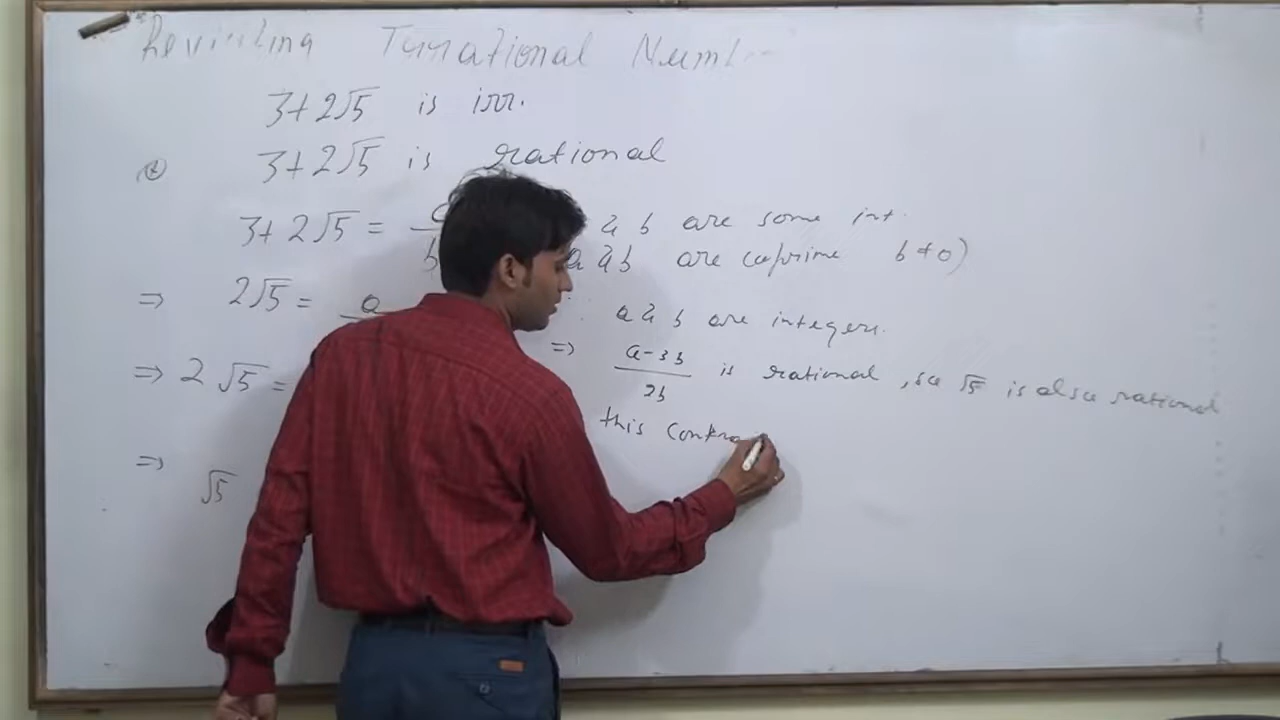 Revisiting Irrational Numb
3+2√5 is irr.
3+2√5 is rational
3+2√5 = a b are some int.
b a & b are coprime b≠0)
⇒ 2√5 = a
∴ a & b are integers.
⇒ 2√5 =
⇒ a-3b / 2b is rational, so √5 is also rational
this contra
⇒ √5